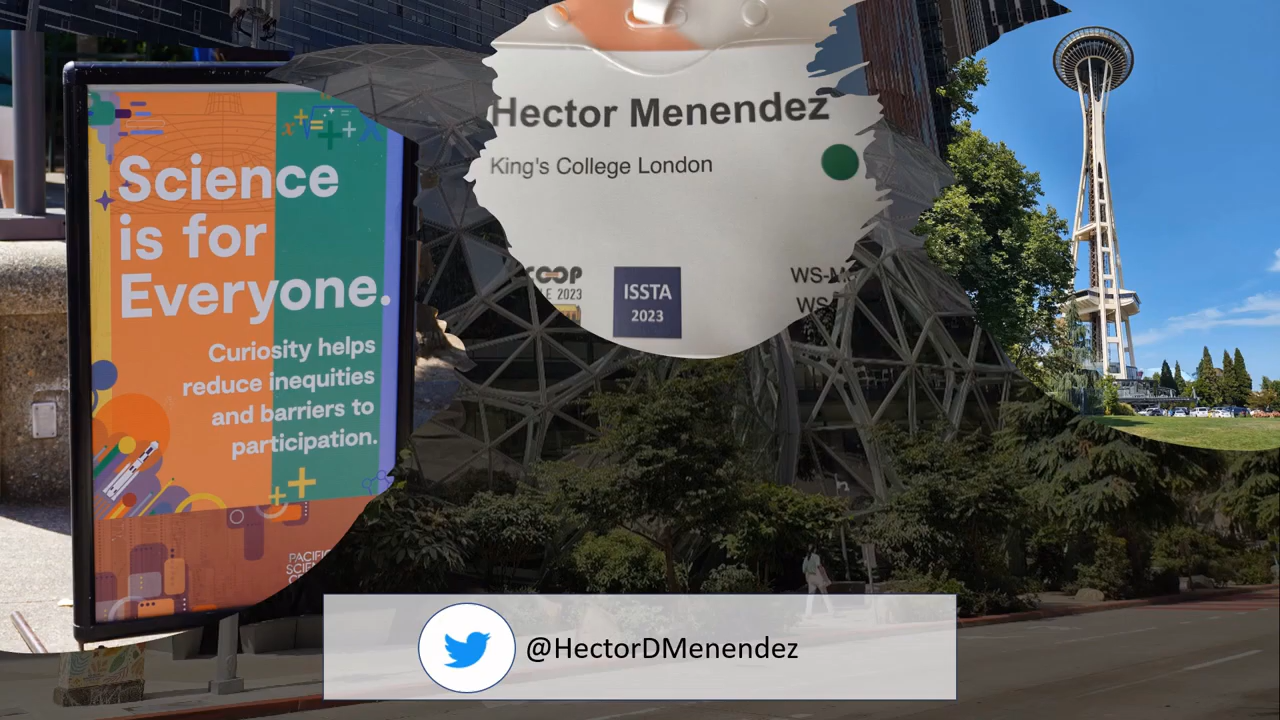 Science
is for
Everyone.
Curiosity helps
reduce inequities
and barriers to
participation.
Hector Menendez
King's College London
ISSTA
2023
@HectorDMenendez